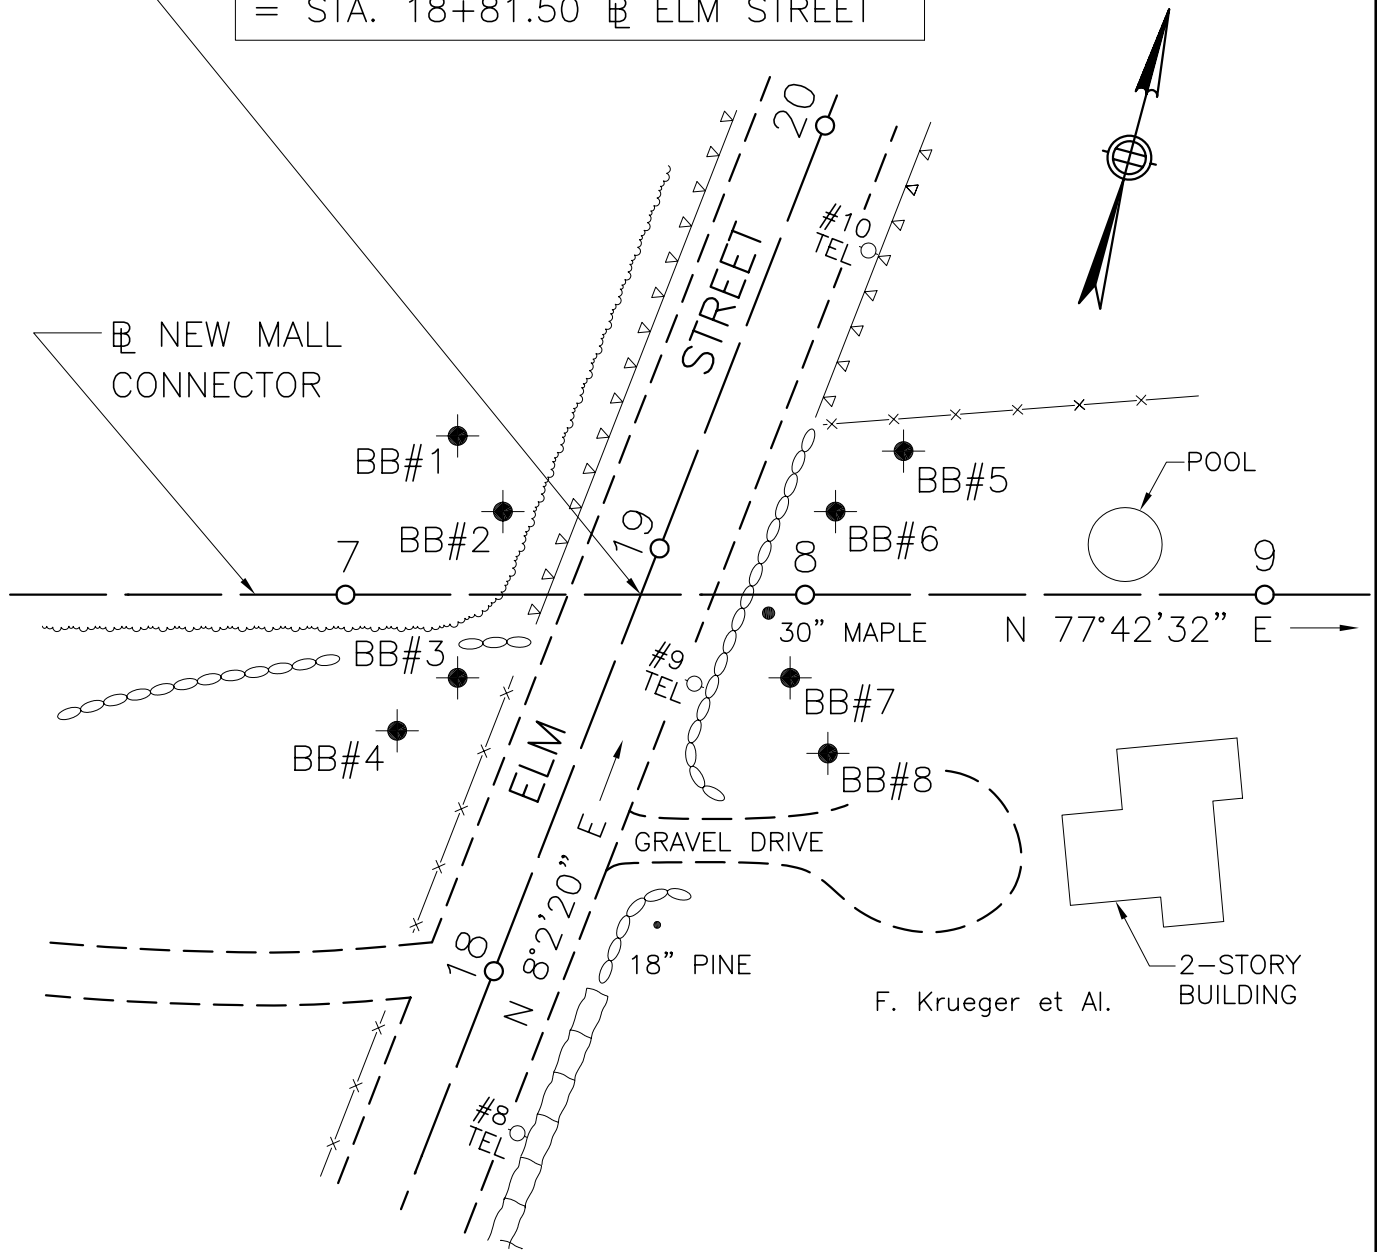 = STA. 18+81.50 ℄ ELM STREET
20
#10
TEL
STREET
℄ NEW MALL
CONNECTOR
BB#1
BB#5
POOL
BB#2
19
BB#6
7
8
9
30" MAPLE
N 77°42'32" E
BB#3
#9
TEL
BB#7
BB#4
ELM
BB#8
GRAVEL DRIVE
N 8°2'20" E
18
18" PINE
2-STORY
BUILDING
F. Krueger et Al.
#8
TEL